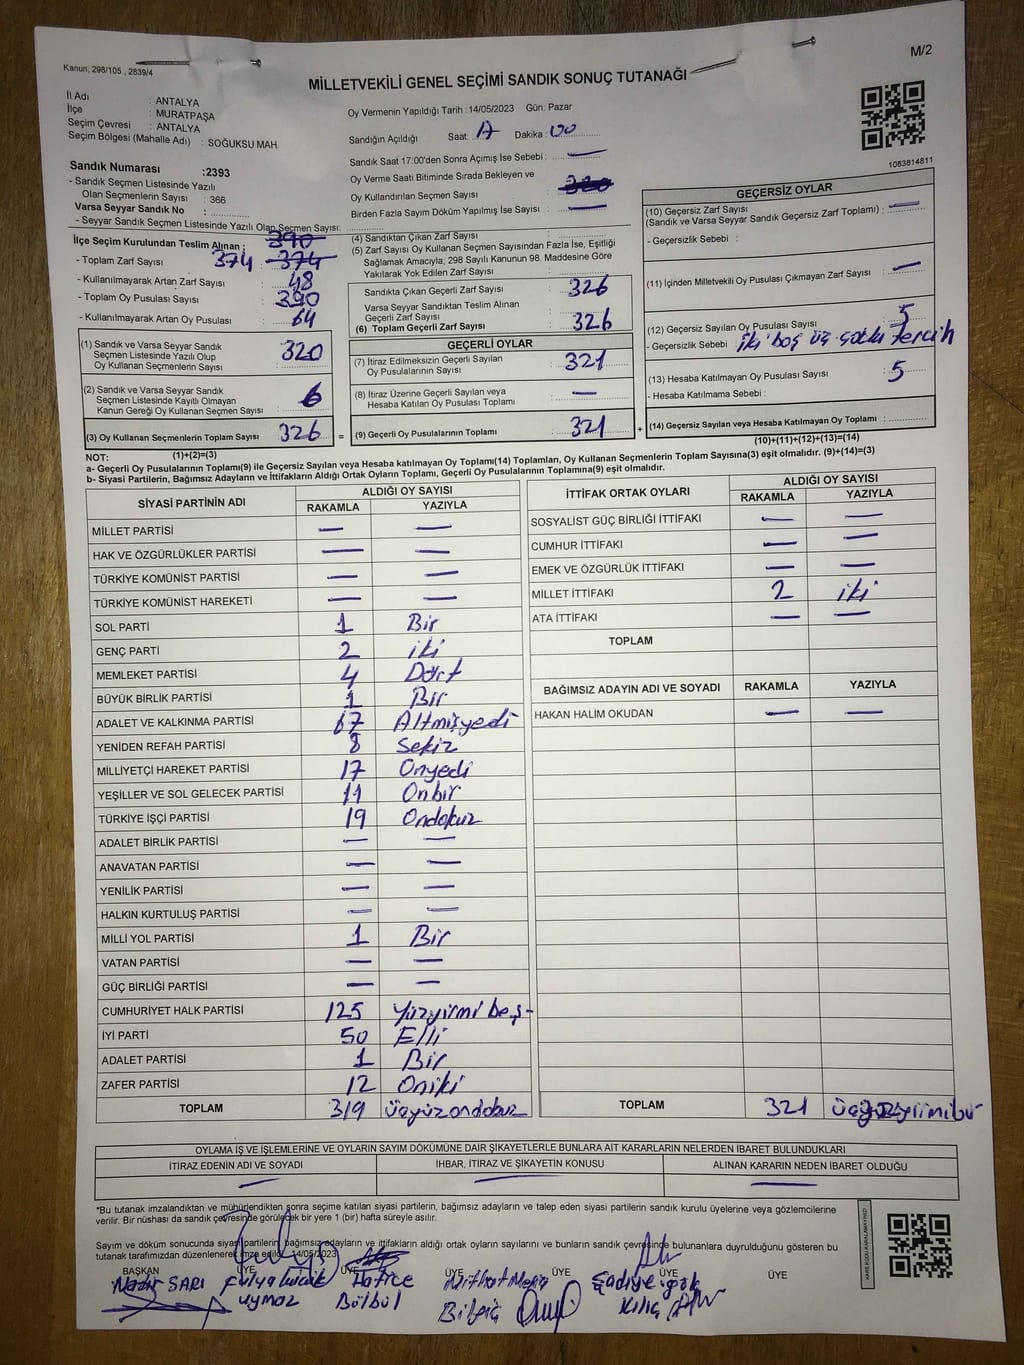 Kanun; 298/105 , 2839/4
M/2
MİLLETVEKİLİ GENEL SEÇİMİ SANDIK SONUÇ TUTANAĞI
İl Adı : ANTALYA
İlçe : MURATPAŞA
Seçim Çevresi : ANTALYA
Seçim Bölgesi (Mahalle Adı) : SOĞUKSU MAH.
Oy Vermenin Yapıldığı Tarih : 14/05/2023 Gün: Pazar
Sandığın Açıldığı Saat: Dakika: 00
Sandık Saat 17:00'den Sonra Açımış İse Sebebi : —
Oy Verme Saati Bitiminde Sırada Bekleyen ve
Oy Kullandırılan Seçmen Sayısı
Birden Fazla Sayım Döküm Yapılmış İse Sayısı : —
1083814811
Sandık Numarası :2393
- Sandık Seçmen Listesinde Yazılı
Olan Seçmenlerin Sayısı : 366
Varsa Seyyar Sandık No :
- Seyyar Sandık Seçmen Listesinde Yazılı Olan Seçmen Sayısı:
İlçe Seçim Kurulundan Teslim Alınan : 390
- Toplam Zarf Sayısı 374 : 374
- Kullanılmayarak Artan Zarf Sayısı : 48
- Toplam Oy Pusulası Sayısı : 390
- Kullanılmayarak Artan Oy Pusulası : 64
(1) Sandık ve Varsa Seyyar Sandık
Seçmen Listesinde Yazılı Olup
Oy Kullanan Seçmenlerin Sayısı : 320
(2) Sandık ve Varsa Seyyar Sandık
Seçmen Listesinde Kayıtlı Olmayan
Kanun Gereği Oy Kullanan Seçmen Sayısı : 6
(3) Oy Kullanan Seçmenlerin Toplam Sayısı : 326
(4) Sandıktan Çıkan Zarf Sayısı :
(5) Zarf Sayısı Oy Kullanan Seçmen Sayısından Fazla İse, Eşitliği
Sağlamak Amacıyla; 298 Sayılı Kanunun 98. Maddesine Göre
Yakılarak Yok Edilen Zarf Sayısı :
Sandıkta Çıkan Geçerli Zarf Sayısı : 326
Varsa Seyyar Sandıktan Teslim Alınan
Geçerli Zarf Sayısı :
(6) Toplam Geçerli Zarf Sayısı : 326
GEÇERLİ OYLAR
(7) İtiraz Edilmeksizin Geçerli Sayılan
Oy Pusulalarının Sayısı : 321
(8) İtiraz Üzerine Geçerli Sayılan veya
Hesaba Katılan Oy Pusulası Toplamı : —
= (9) Geçerli Oy Pusulalarının Toplamı : 321 +
GEÇERSİZ OYLAR
(10) Geçersiz Zarf Sayısı
(Sandık ve Varsa Seyyar Sandık Geçersiz Zarf Toplamı) : —
- Geçersizlik Sebebi :
(11) İçinden Milletvekili Oy Pusulası Çıkmayan Zarf Sayısı : —
(12) Geçersiz Sayılan Oy Pusulası Sayısı : 5
- Geçersizlik Sebebi : iki boş üç çoklu tercih
(13) Hesaba Katılmayan Oy Pusulası Sayısı : 5
- Hesaba Katılmama Sebebi :
(14) Geçersiz Sayılan veya Hesaba Katılmayan Oy Toplamı :
NOT: (1)+(2)=(3)
(10)+(11)+(12)+(13)=(14)
a- Geçerli Oy Pusulalarının Toplamı(9) ile Geçersiz Sayılan veya Hesaba katılmayan Oy Toplamı(14) Toplamları, Oy Kullanan Seçmenlerin Toplam Sayısına(3) eşit olmalıdır. (9)+(14)=(3)
b- Siyasi Partilerin, Bağımsız Adayların ve İttifakların Aldığı Ortak Oyların Toplamı, Geçerli Oy Pusulalarının Toplamına(9) eşit olmalıdır.
SİYASİ PARTİNİN ADI ALDIĞI OY SAYISI
RAKAMLA YAZIYLA
MİLLET PARTİSİ — —
HAK VE ÖZGÜRLÜKLER PARTİSİ — —
TÜRKİYE KOMÜNİST PARTİSİ — —
TÜRKİYE KOMÜNİST HAREKETİ — —
SOL PARTİ 1 Bir
GENÇ PARTİ 2 iki
MEMLEKET PARTİSİ 4 Dört
BÜYÜK BİRLİK PARTİSİ 1 Bir
ADALET VE KALKINMA PARTİSİ 67 Altmışyedi
YENİDEN REFAH PARTİSİ 8 Sekiz
MİLLİYETÇİ HAREKET PARTİSİ 17 Onyedi
YEŞİLLER VE SOL GELECEK PARTİSİ 11 Onbir
TÜRKİYE İŞÇİ PARTİSİ 19 Ondokuz
ADALET BİRLİK PARTİSİ — —
ANAVATAN PARTİSİ — —
YENİLİK PARTİSİ — —
HALKIN KURTULUŞ PARTİSİ — —
MİLLİ YOL PARTİSİ 1 Bir
VATAN PARTİSİ — —
GÜÇ BİRLİĞİ PARTİSİ — —
CUMHURİYET HALK PARTİSİ 125 Yüzyirmi beş-
İYİ PARTİ 50 Elli
ADALET PARTİSİ 1 Bir
ZAFER PARTİSİ 12 Oniki
TOPLAM 319 üçyüzondokuz
İTTİFAK ORTAK OYLARI ALDIĞI OY SAYISI
RAKAMLA YAZIYLA
SOSYALIST GÜÇ BİRLİĞİ İTTİFAKI — —
CUMHUR İTTİFAKI — —
EMEK VE ÖZGÜRLÜK İTTİFAKI — —
MİLLET İTTİFAKI 2 iki
ATA İTTİFAKI — —
TOPLAM
BAĞIMSIZ ADAYIN ADI VE SOYADI RAKAMLA YAZIYLA
HAKAN HALIM OKUDAN — —
TOPLAM 321 üçyüzyirmibir
OYLAMA İŞ VE İŞLEMLERİNE VE OYLARIN SAYIM DÖKÜMÜNE DAİR ŞİKAYETLERLE BUNLARA AİT KARARLARIN NELERDEN İBARET BULUNDUKLARI
İTİRAZ EDENİN ADI VE SOYADI İHBAR, İTİRAZ VE ŞİKAYETİN KONUSU ALINAN KARARIN NEDEN İBARET OLDUĞU
— — —
*Bu tutanak imzalandıktan ve mühürlendikten sonra seçime katılan siyasi partilerin, bağımsız adayların ve talep eden siyasi partilerin sandık kurulu üyelerine veya gözlemcilerine
verilir. Bir nüshası da sandık çevresinde görülecek bir yere 1 (bir) hafta süreyle asılır.
Sayım ve döküm sonucunda siyasi partilerin, bağımsız adayların ve ittifakların aldığı ortak oyların sayılarını ve bunların sandık çevresinde bulunanlara duyrulduğunu gösteren bu
tutanak tarafımızdan düzenlenerek imza edildi. 14/05/2023
BAŞKAN ÜYE ÜYE ÜYE ÜYE ÜYE ÜYE
SARI Fulya Hatice Şadiye gök
uymaz Bülbül Bilgiç Kılıç